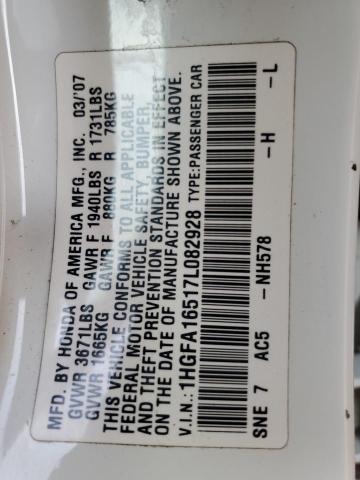 MFD. BY HONDA OF AMERICA MFG., INC. 03/'07
GVWR 3671LBS GAWR F 1940LBS R 1731LBS
GVWR 1665KG GAWR F 880KG R 785KG
THIS VEHICLE CONFORMS TO ALL APPLICABLE
FEDERAL MOTOR VEHICLE SAFETY, BUMPER,
AND THEFT PREVENTION STANDARDS IN EFFECT
ON THE DATE OF MANUFACTURE SHOWN ABOVE.
V.I.N.: 1HGFA16517L082928 TYPE:PASSENGER CAR
SNE 7 AC5 -NH578 -H -L